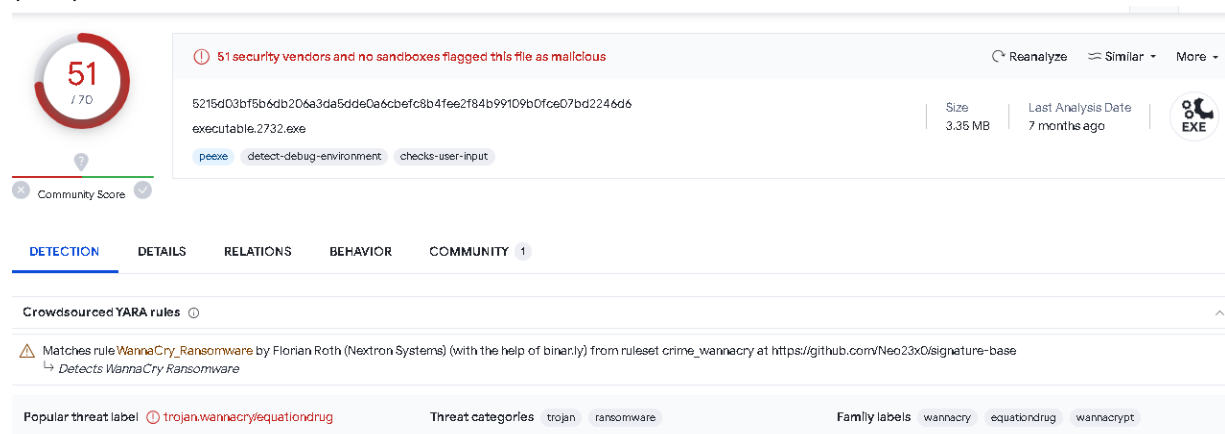 51
/ 70
Community Score
51 security vendors and no sandboxes flagged this file as malicious
Reanalyze
Similar
More
5215d03bf5b6db206a3da5dde0a6cbefc8b4fee2f84b99109b0fce07bd2246d6
executable.2732.exe
peexe
detect-debug-environment
checks-user-input
Size
3.35 MB
Last Analysis Date
7 months ago
EXE
DETECTION
DETAILS
RELATIONS
BEHAVIOR
COMMUNITY 1
Crowdsourced YARA rules
Matches rule WannaCry_Ransomware by Florian Roth (Nextron Systems) (with the help of binar.ly) from ruleset crime_wannacry at https://github.com/Neo23x0/signature-base
Detects WannaCry Ransomware
Popular threat label trojan.wannacry/equationdrug
Threat categories trojan ransomware
Family labels wannacry equationdrug wannacrypt